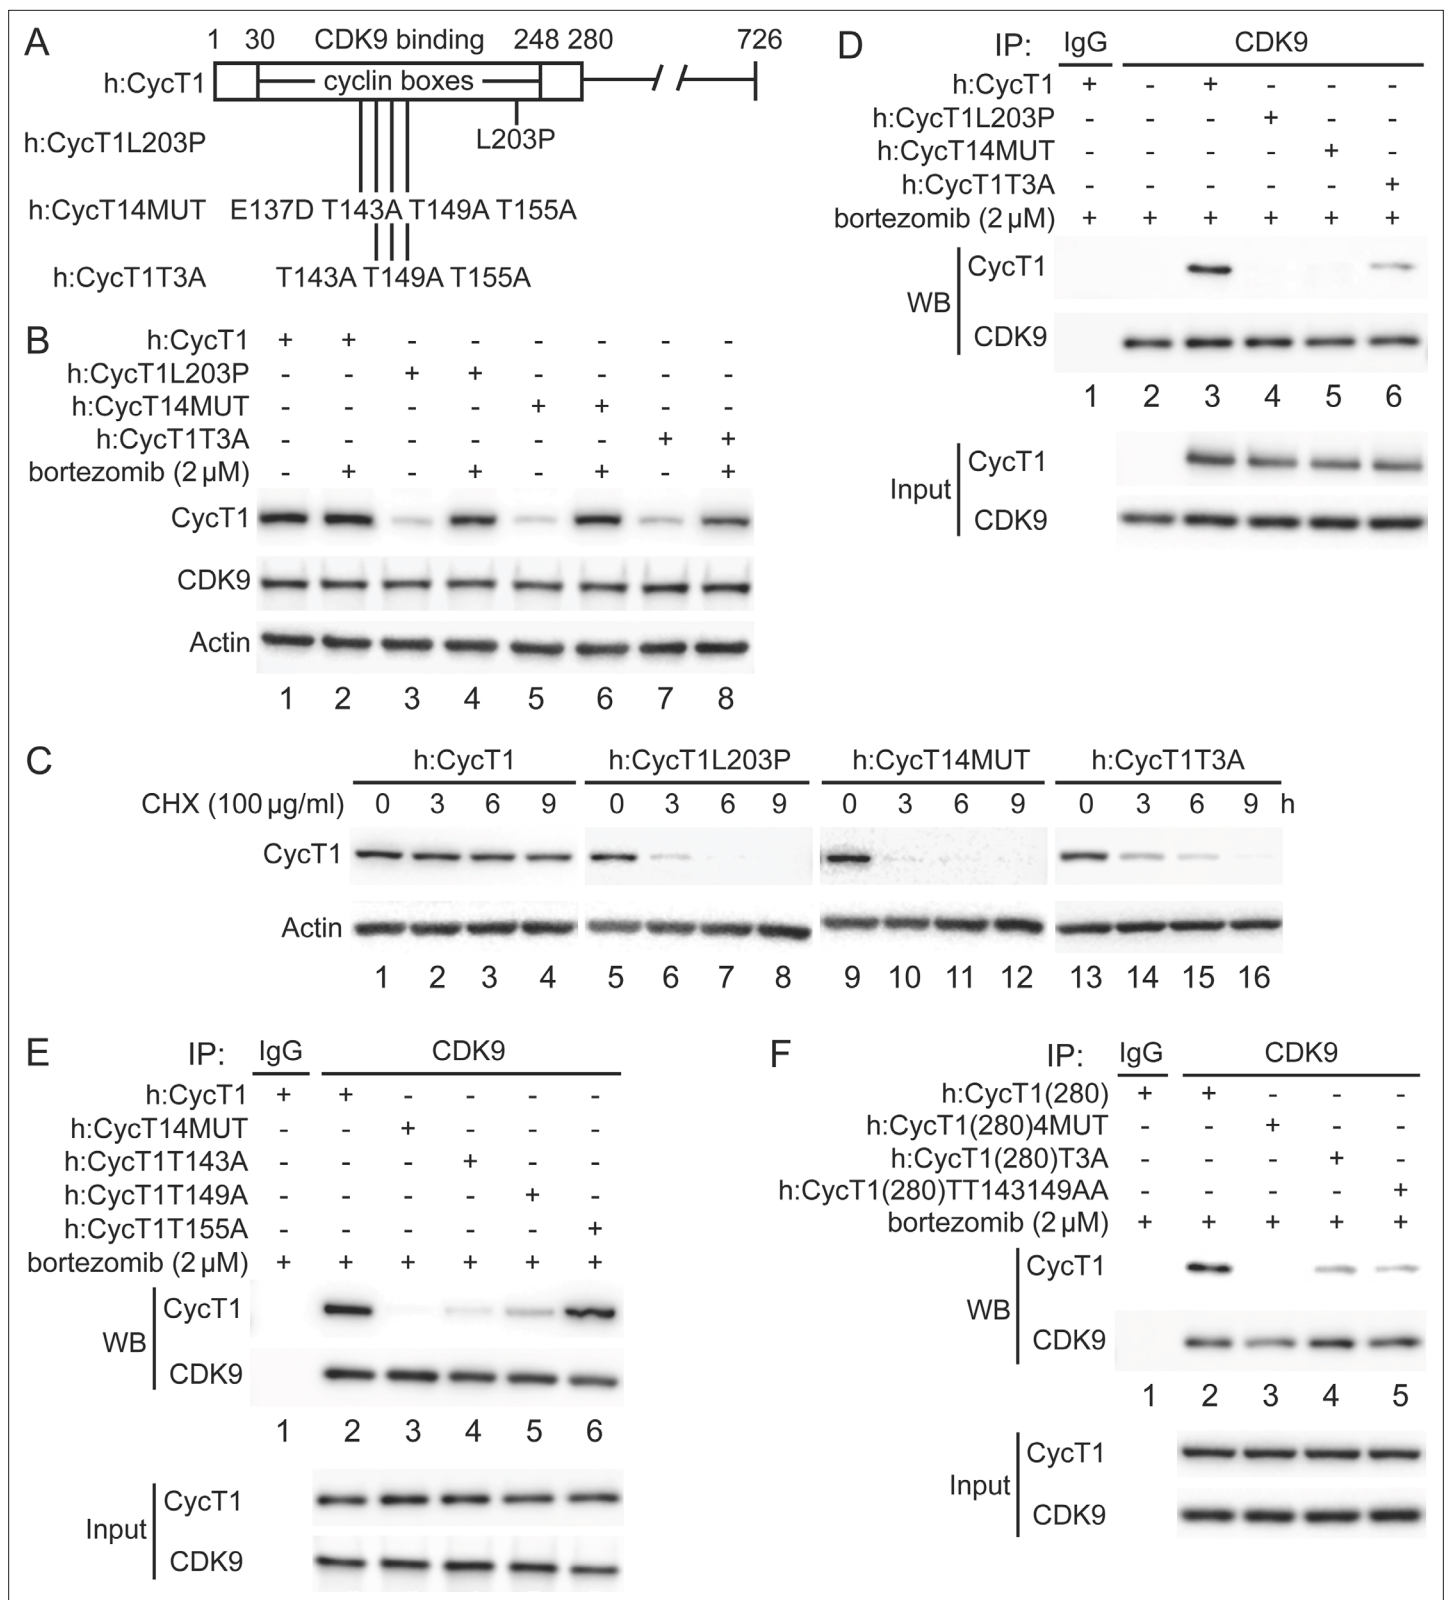 A
1 30 CDK9 binding 248 280 726
h:CycT1 cyclin boxes
h:CycT1L203P L203P
h:CycT14MUT E137D T143A T149A T155A
h:CycT1T3A T143A T149A T155A
B
h:CycT1 + + - - - - - -
h:CycT1L203P - - + + - - - -
h:CycT14MUT - - - - + + - -
h:CycT1T3A - - - - - - + +
bortezomib (2 µM) - + - + - + - +
CycT1
CDK9
Actin
1 2 3 4 5 6 7 8
C
h:CycT1 h:CycT1L203P h:CycT14MUT h:CycT1T3A
CHX (100 µg/ml) 0 3 6 9 0 3 6 9 0 3 6 9 0 3 6 9 h
CycT1
Actin
1 2 3 4 5 6 7 8 9 10 11 12 13 14 15 16
D
IP: IgG CDK9
h:CycT1 + - + - - -
h:CycT1L203P - - - + - -
h:CycT14MUT - - - - + -
h:CycT1T3A - - - - - +
bortezomib (2 µM) + + + + + +
WB
CycT1
CDK9
1 2 3 4 5 6
Input
CycT1
CDK9
E
IP: IgG CDK9
h:CycT1 + + - - - -
h:CycT14MUT - - + - - -
h:CycT1T143A - - - + - -
h:CycT1T149A - - - - + -
h:CycT1T155A - - - - - +
bortezomib (2 µM) + + + + + +
WB
CycT1
CDK9
1 2 3 4 5 6
Input
CycT1
CDK9
F
IP: IgG CDK9
h:CycT1(280) + + - - -
h:CycT1(280)4MUT - - + - -
h:CycT1(280)T3A - - - + -
h:CycT1(280)TT143149AA - - - - +
bortezomib (2 µM) + + + + +
WB
CycT1
CDK9
1 2 3 4 5
Input
CycT1
CDK9